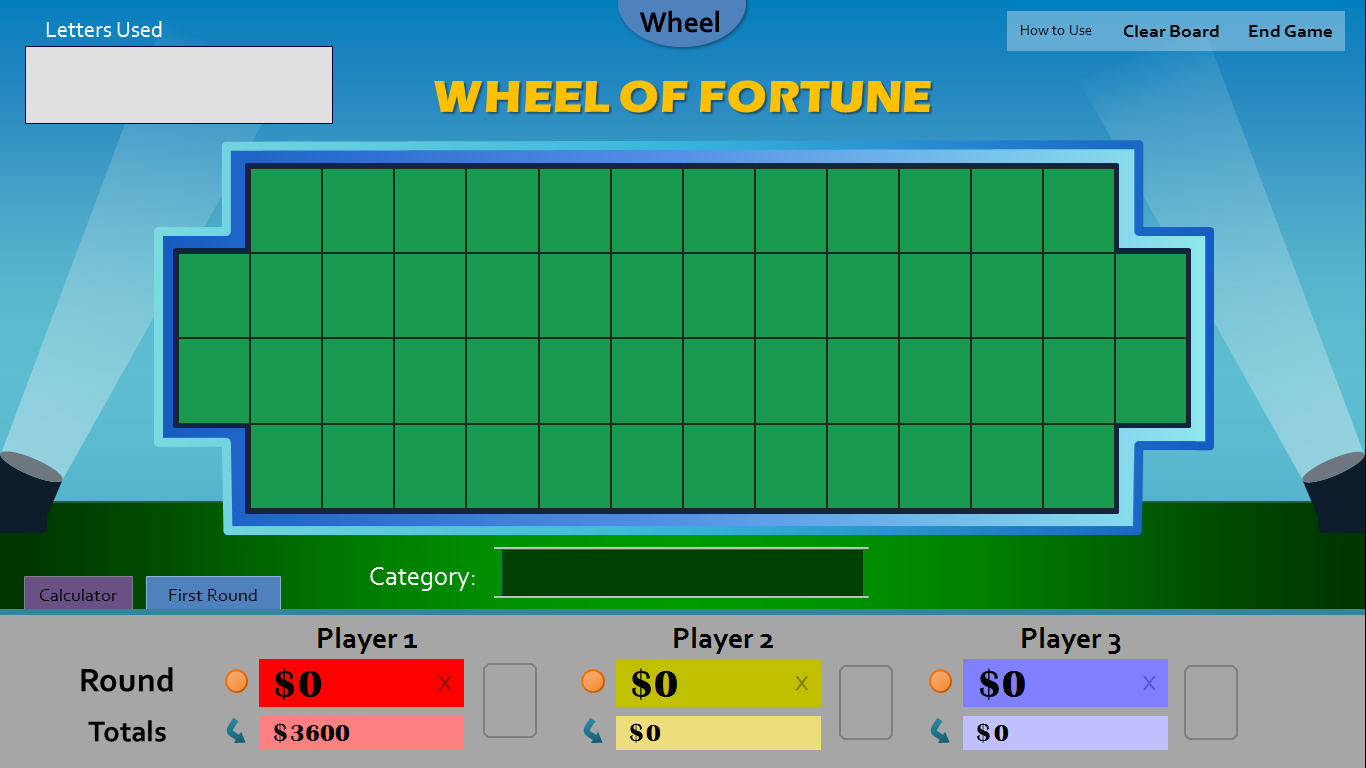 Letters Used
Wheel
How to Use Clear Board End Game
WHEEL OF FORTUNE
Category:
Calculator First Round
Player 1 Player 2 Player 3
Round $0 X $0 X $0 X
Totals $3600 $0 $0